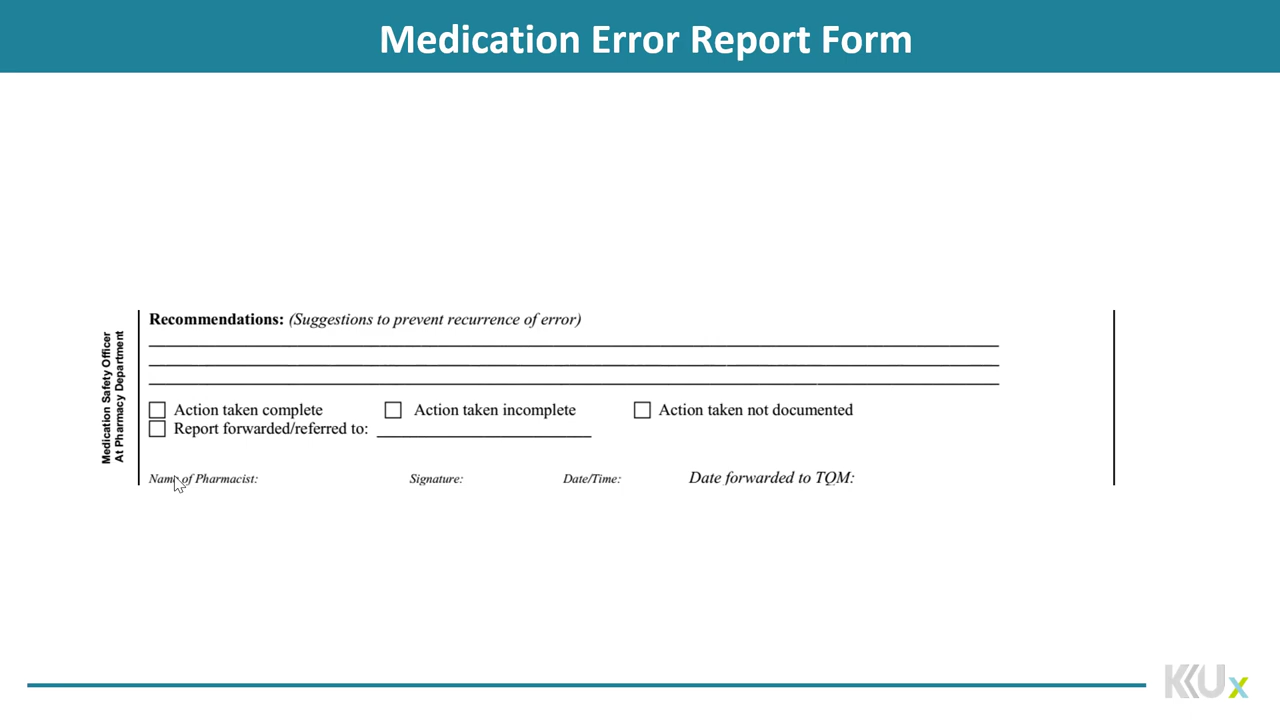 Medication Error Report Form
Medication Safety Officer
At Pharmacy Department
Recommendations: (Suggestions to prevent recurrence of error)
Action taken complete Action taken incomplete Action taken not documented
Report forwarded/referred to:
Name of Pharmacist: Signature: Date/Time: Date forwarded to TQM:
KKUx